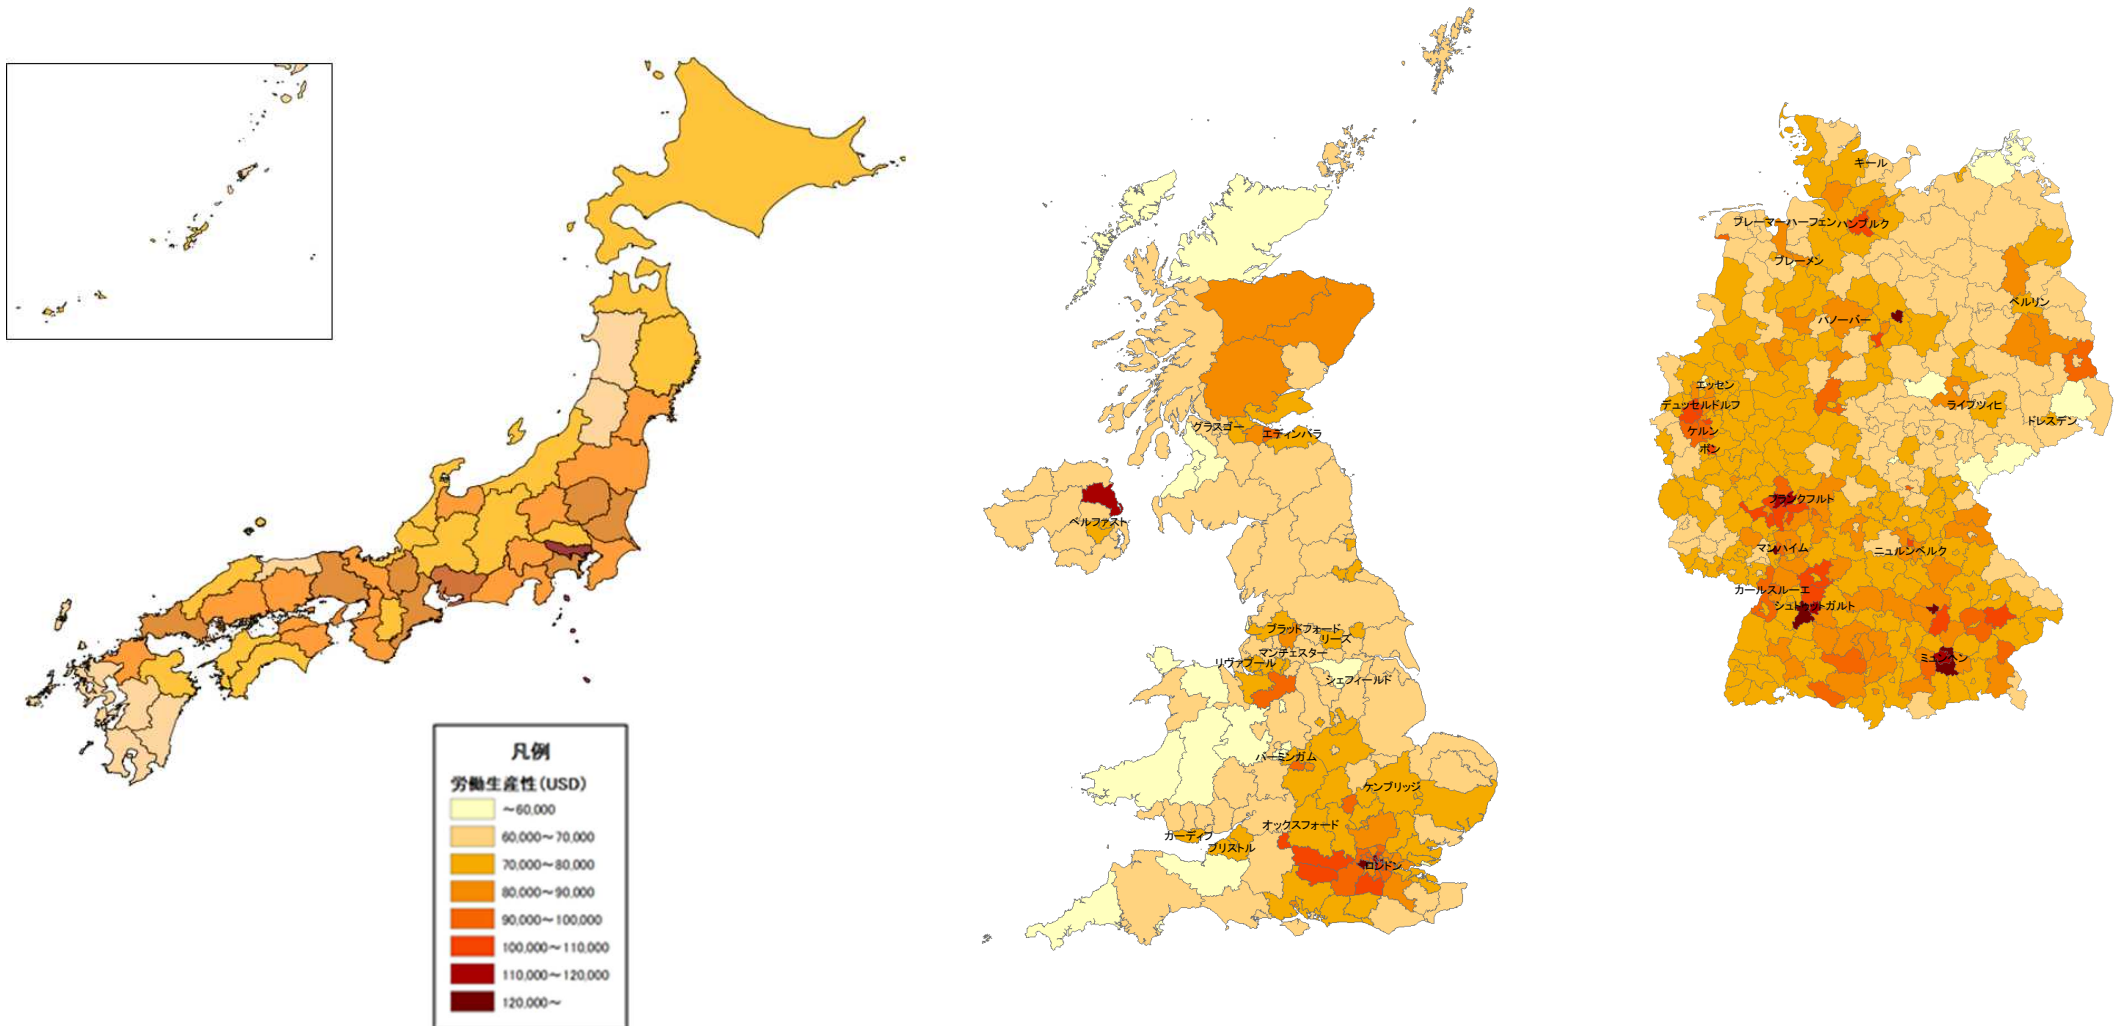 凡例
労働生産性(USD)
～60,000
60,000～70,000
70,000～80,000
80,000～90,000
90,000～100,000
100,000～110,000
110,000～120,000
120,000～
グラスゴー
エディンバラ
ベルファスト
ブラッドフォード
リーズ
マンチェスター
リヴァプール
シェフィールド
バーミンガム
ケンブリッジ
オックスフォード
カーディフ
ブリストル
ロンドン
キール
ブレーマーハーフェン
ハンブルク
ブレーメン
ベルリン
ハノーバー
エッセン
デュッセルドルフ
ライプツィヒ
ドレスデン
ケルン
ボン
フランクフルト
マンハイム
ニュルンベルク
カールスルーエ
シュトゥットガルト
ミュンヘン